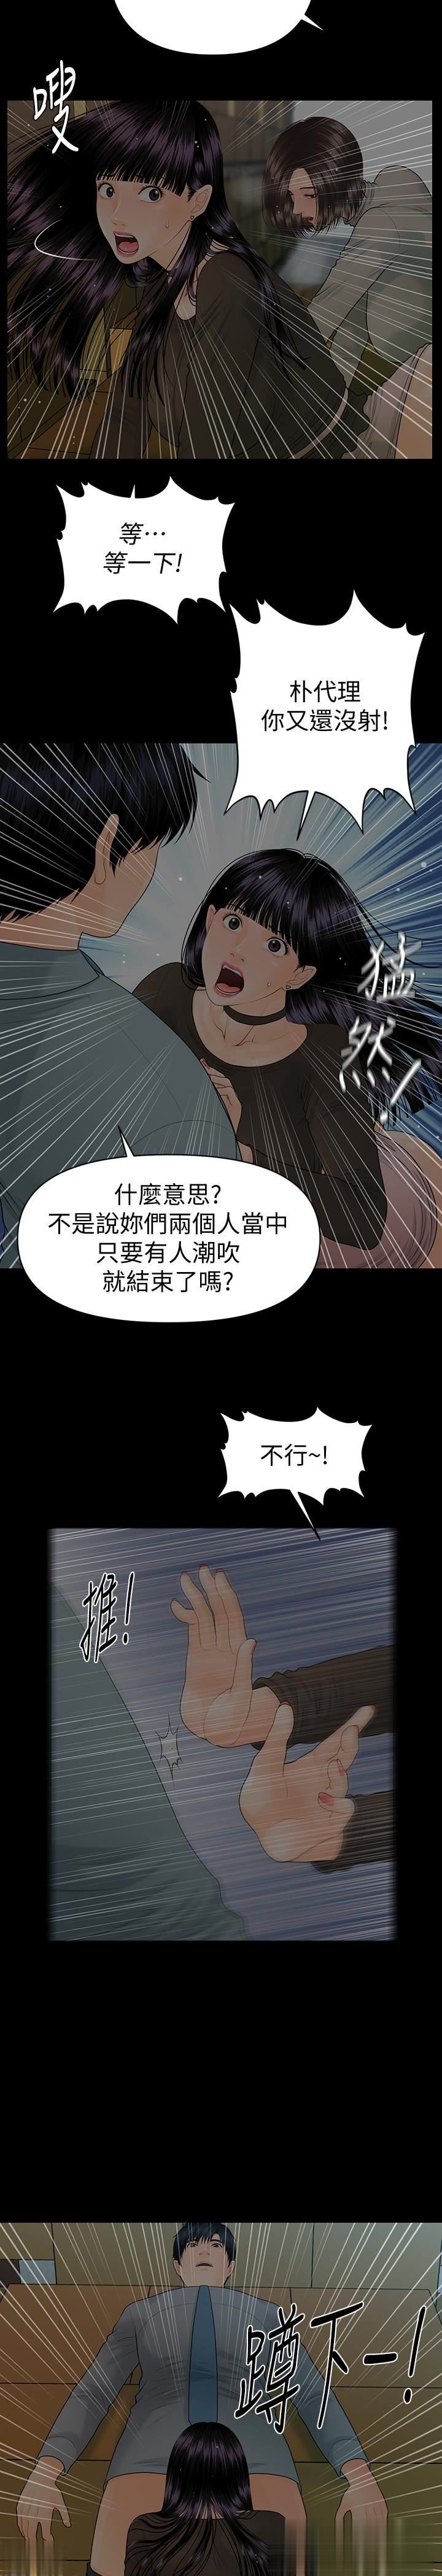 嗖
等…
等一下!
朴代理
你又還沒射!
猛
然!
什麼意思?
不是說妳們兩個人當中
只要有人潮吹
就結束了嗎?
不行~!
推!
蹲下-!